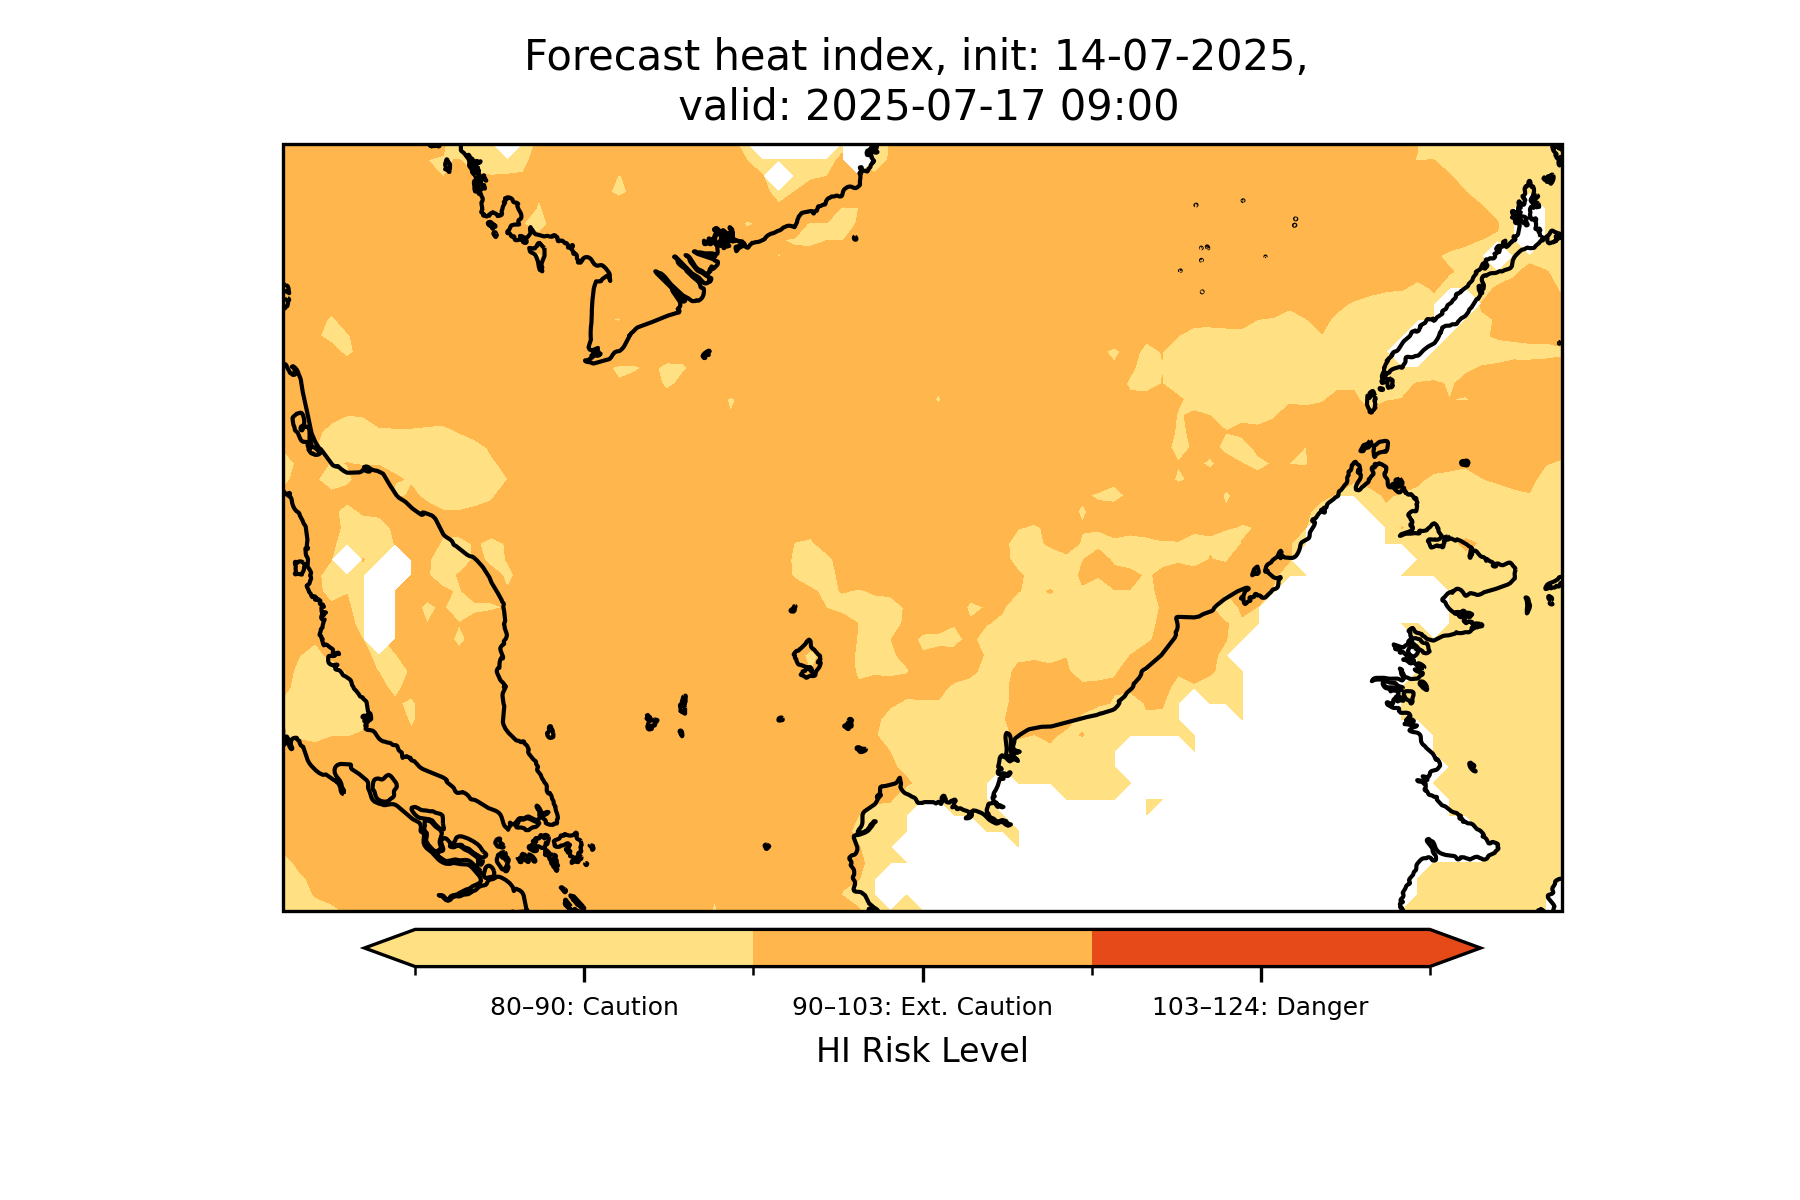 Forecast heat index, init: 14-07-2025,
valid: 2025-07-17 09:00
80–90: Caution
90–103: Ext. Caution
103–124: Danger
HI Risk Level